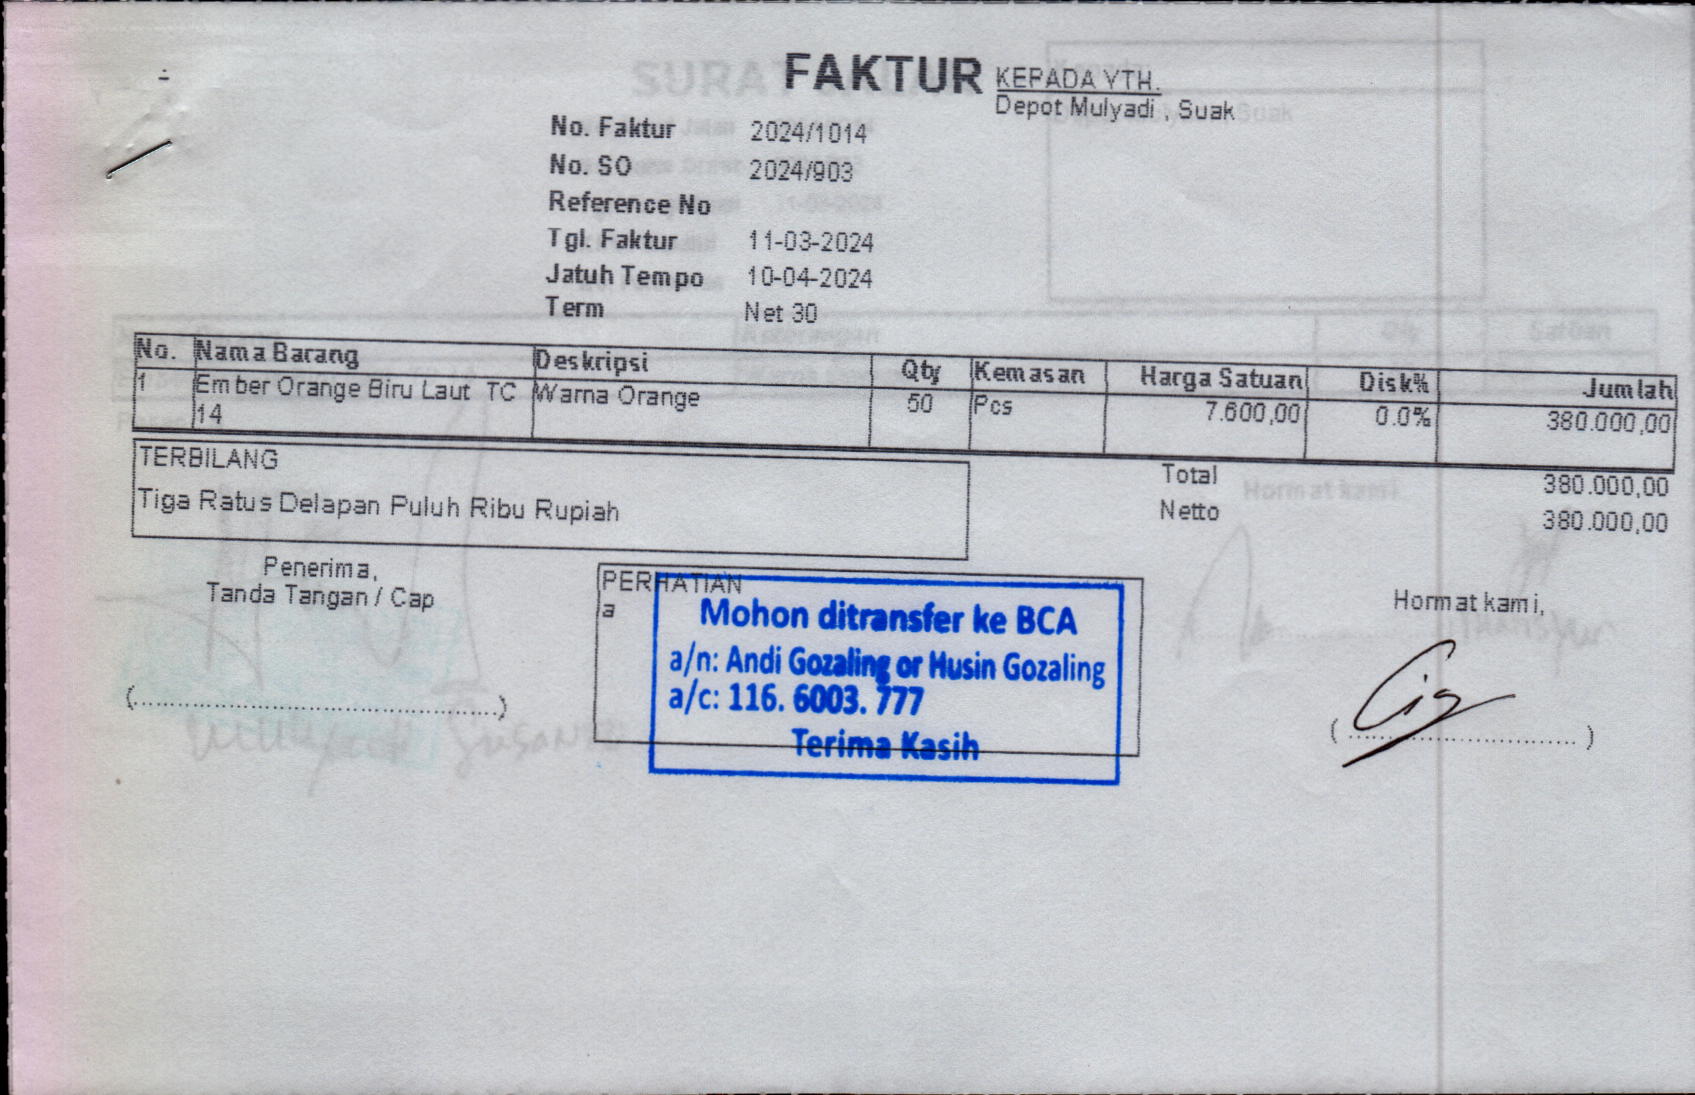 FAKTUR
KEPADA YTH.
Depot Mulyadi , Suak
No. Faktur 2024/1014
No. SO 2024/903
Reference No
Tgl. Faktur 11-03-2024
Jatuh Tempo 10-04-2024
Term Net 30
No. Nama Barang Deskripsi Qty Kemasan Harga Satuan Disk% Jumlah
1 Ember Orange Biru Laut TC Warna Orange 50 Pcs 7.600,00 0.0% 380.000,00
14
TERBILANG
Tiga Ratus Delapan Puluh Ribu Rupiah
Total 380.000,00
Netto 380.000,00
Penerima,
Tanda Tangan / Cap
(........................................)
PERHATIAN
a
Mohon ditransfer ke BCA
a/n: Andi Gozaling or Husin Gozaling
a/c: 116. 6003. 777
Terima Kasih
Hormat kami,
(........................................)